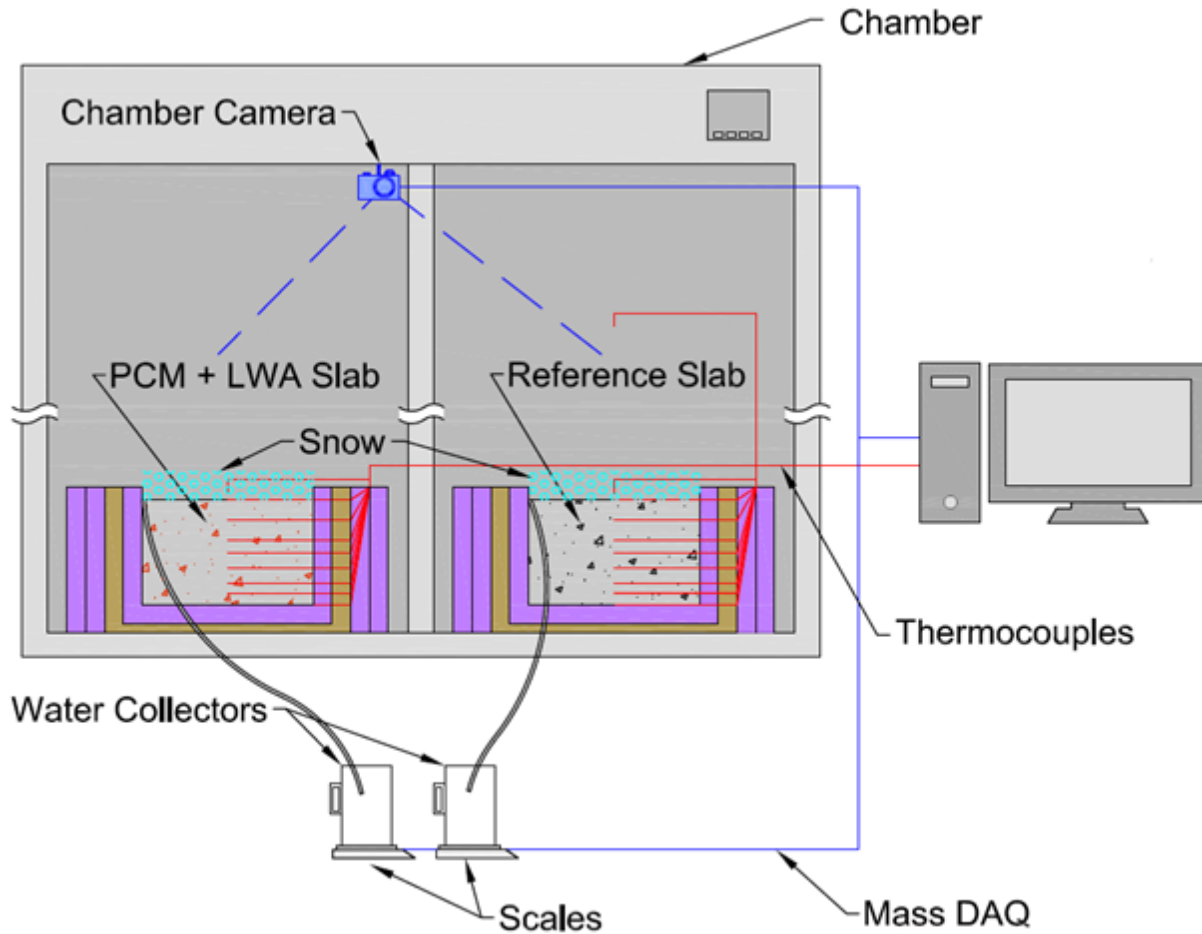 Chamber
Chamber Camera
PCM + LWA Slab
Reference Slab
Snow
Thermocouples
Water Collectors
Scales
Mass DAQ